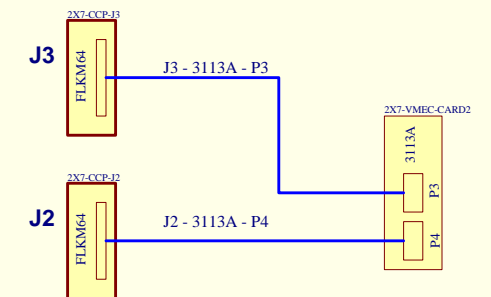 2X7-CCP-J3
J3
FLKM64
J3 - 3113A - P3
2X7-VMEC-CARD2
3113A
P3
P4
2X7-CCP-J2
J2
FLKM64
J2 - 3113A - P4